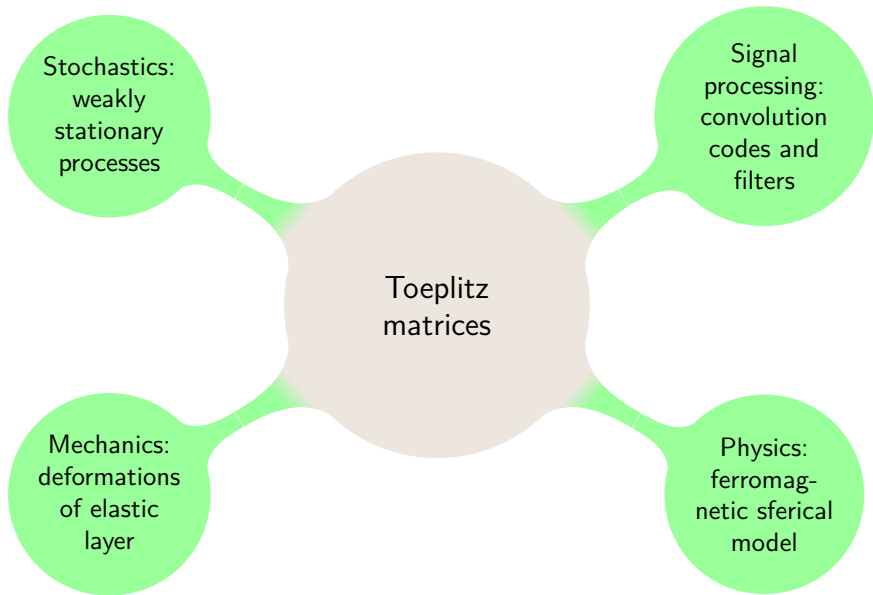 Stochastics:
weakly
stationary
processes
Signal
processing:
convolution
codes and
filters
Toeplitz
matrices
Mechanics:
deformations
of elastic
layer
Physics:
ferromag-
netic sferical
model